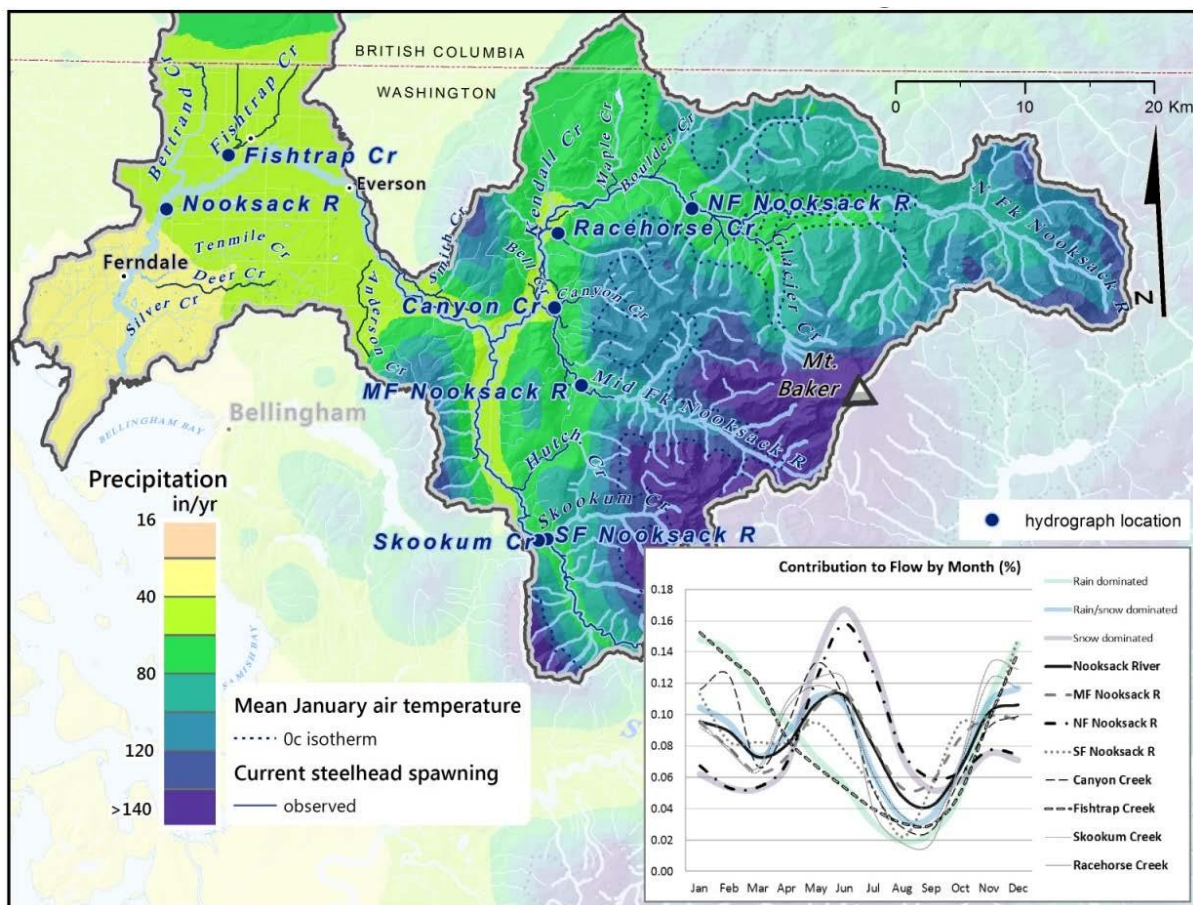 BRITISH COLUMBIA
WASHINGTON
0 10 20 Km
N
Bertrand Cr
Fishtrap Cr
Fishtrap Cr
Everson
Nooksack R
Tenmile Cr
Ferndale
Deer Cr
Silver Cr
Anderson Cr
Smith Cr
Bell
Kendall Cr
Maple Cr
Boulder Cr
NF Nooksack R
Racehorse Cr
Glacier Cr
N Fk Nooksack R
Canyon Cr
Canyon Cr
Mt.
Baker
MF Nooksack R
Mid Fk Nooksack R
Bellingham
BELLINGHAM BAY
Hutch. Cr
Skookum Cr
Skookum Cr
SF Nooksack R
SAMISH BAY
Precipitation
in/yr
16
40
80
120
>140
Mean January air temperature
0c isotherm
Current steelhead spawning
observed
hydrograph location
Contribution to Flow by Month (%)
0.18
0.16
0.14
0.12
0.10
0.08
0.06
0.04
0.02
0.00
Jan Feb Mar Apr May Jun Jul Aug Sep Oct Nov Dec
Rain dominated
Rain/snow dominated
Snow dominated
Nooksack River
MF Nooksack R
NF Nooksack R
SF Nooksack R
Canyon Creek
Fishtrap Creek
Skookum Creek
Racehorse Creek